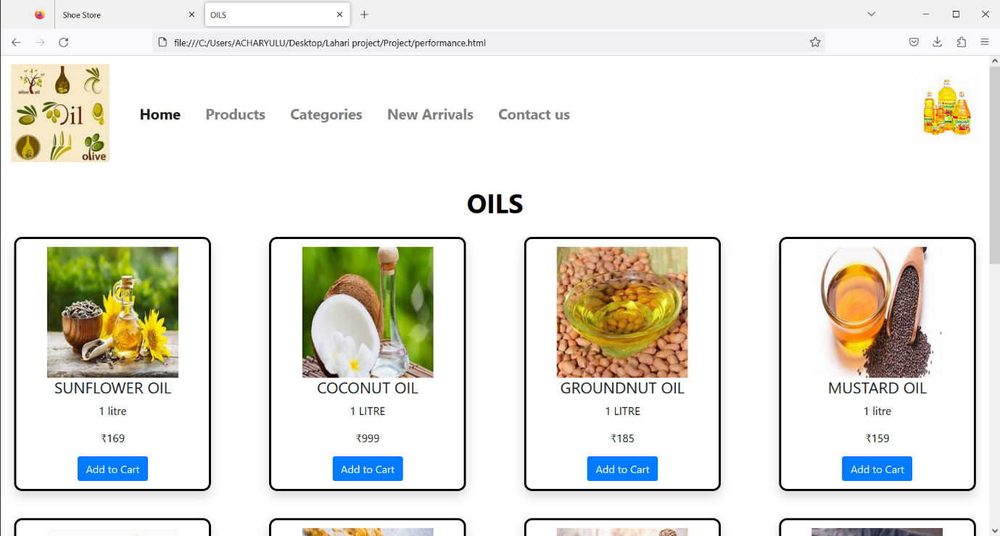 Shoe Store
OILS
file:///C:/Users/ACHARYULU/Desktop/Lahari project/Project/performance.html
olive oil
Oil
olive
Home Products Categories New Arrivals Contact us
OILS
SUNFLOWER OIL
1 litre
₹169
Add to Cart
COCONUT OIL
1 LITRE
₹999
Add to Cart
GROUNDNUT OIL
1 LITRE
₹185
Add to Cart
MUSTARD OIL
1 litre
₹159
Add to Cart